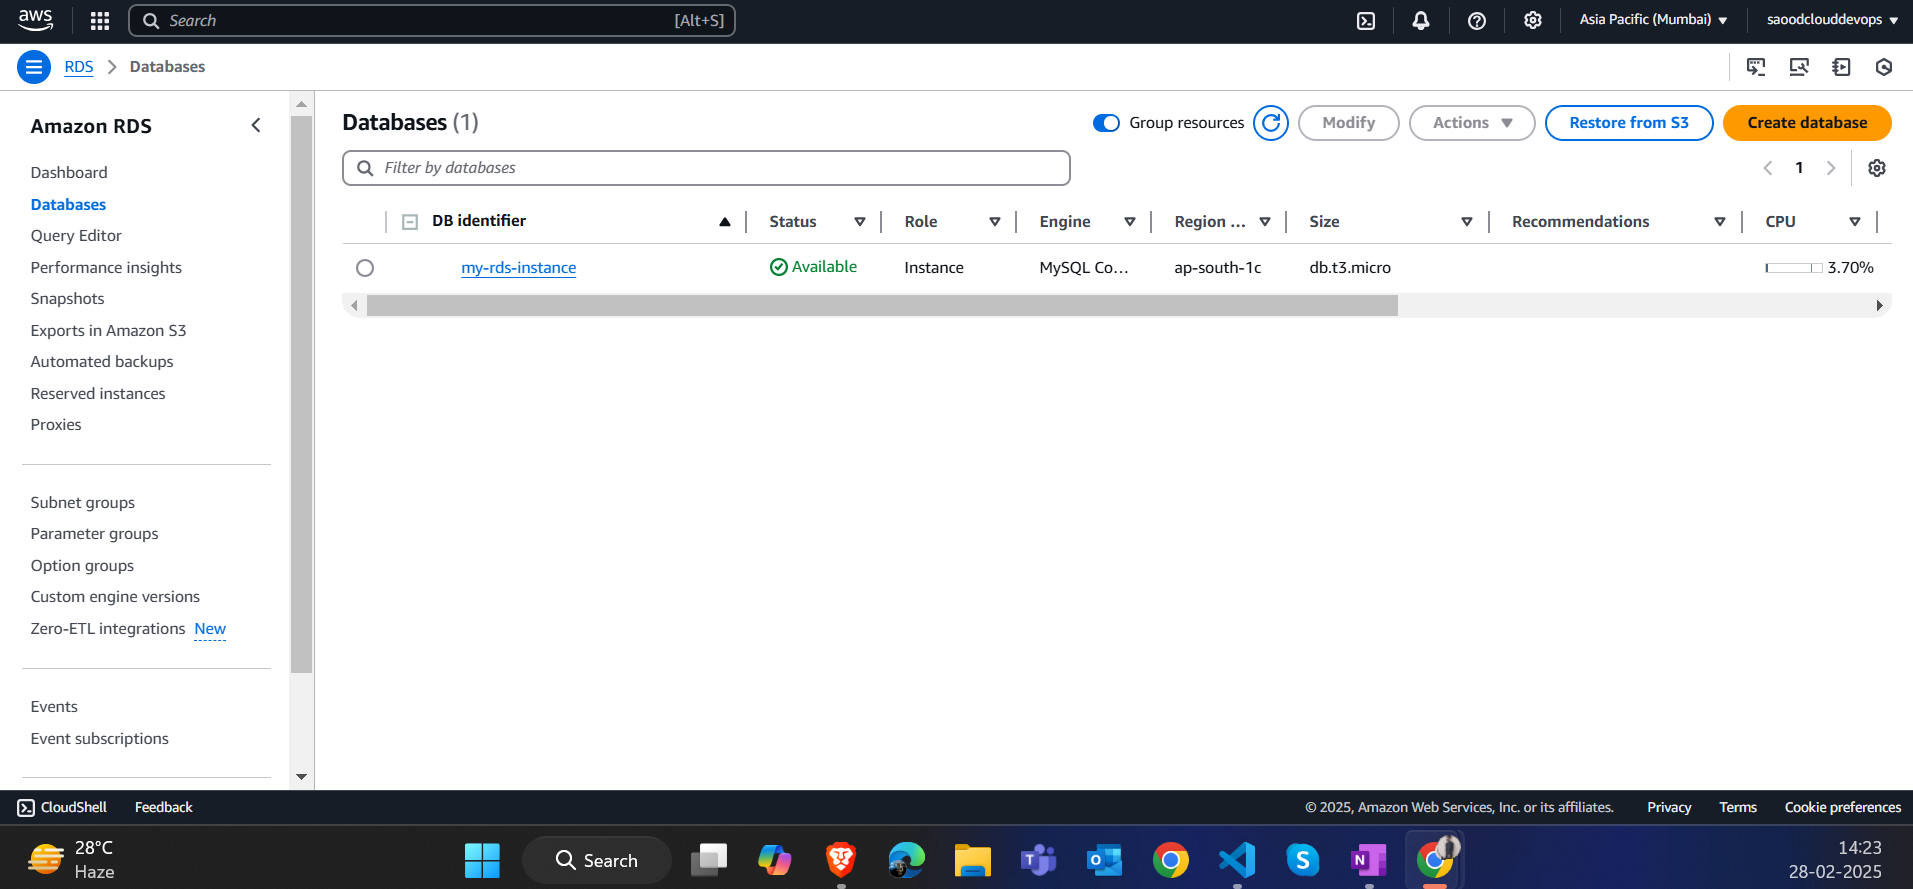 aws
Search [Alt+S]
Asia Pacific (Mumbai)
saoodclouddevops
RDS
Databases
Amazon RDS
Dashboard
Databases
Query Editor
Performance insights
Snapshots
Exports in Amazon S3
Automated backups
Reserved instances
Proxies
Subnet groups
Parameter groups
Option groups
Custom engine versions
Zero-ETL integrations New
Events
Event subscriptions
Databases (1)
Group resources
Modify
Actions
Restore from S3
Create database
Filter by databases
1
DB identifier Status Role Engine Region ... Size Recommendations CPU
my-rds-instance Available Instance MySQL Co... ap-south-1c db.t3.micro 3.70%
CloudShell Feedback
© 2025, Amazon Web Services, Inc. or its affiliates. Privacy Terms Cookie preferences
28°C
Haze
Search
14:23
28-02-2025